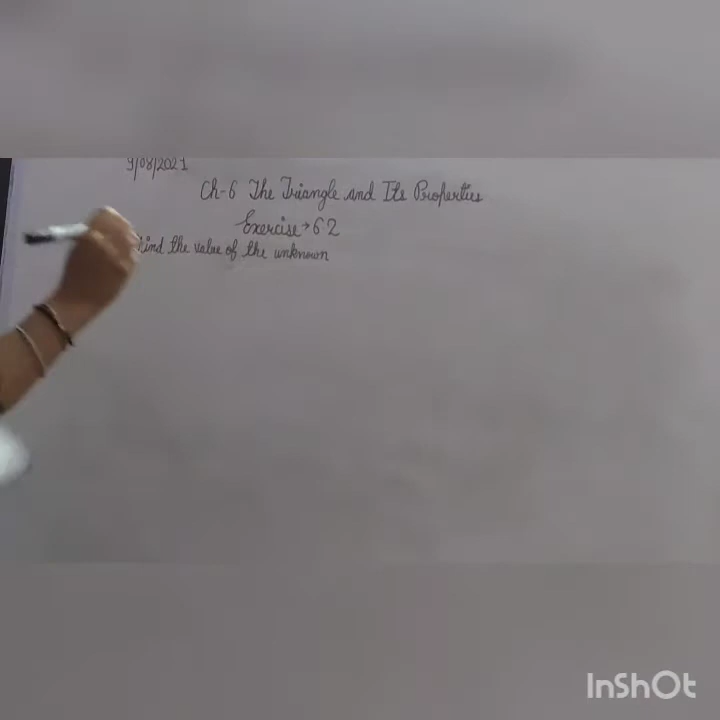 9/08/2021
Ch-6 The Triangle and Its Properties
Exercise→6.2
Find the value of the unknown
InShOt